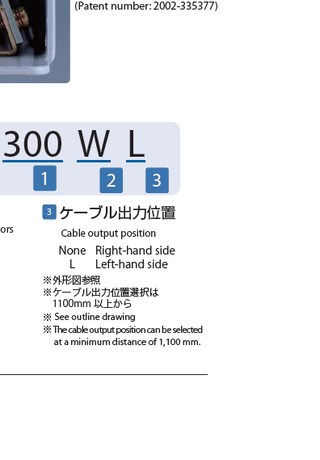 (Patent number: 2002-335377)
300 W L
1 2 3
3 ケーブル出力位置
ors
Cable output position
None Right-hand side
L Left-hand side
※外形図参照
※ケーブル出力位置選択は
1100mm 以上から
※ See outline drawing
※ The cable output position can be selected
at a minimum distance of 1,100 mm.